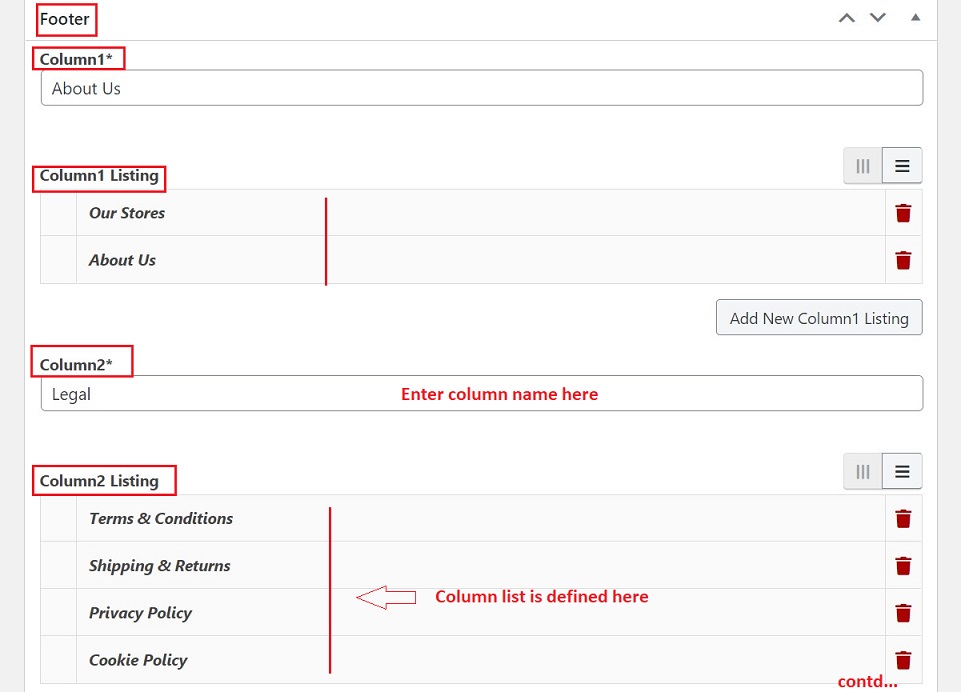 Footer
Column1*
About Us
Column1 Listing
Our Stores
About Us
Add New Column1 Listing
Column2*
Legal Enter column name here
Column2 Listing
Terms & Conditions
Shipping & Returns
Column list is defined here
Privacy Policy
Cookie Policy
contd...